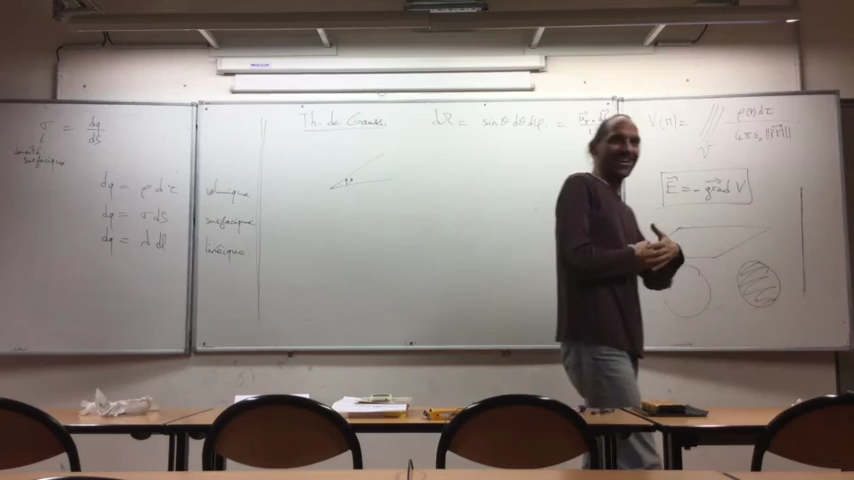 σ = dq/dS
densité surfacique
dq = ρ dτ volumique
dq = σ dS surfacique
dq = λ dl linéique
Th. de Gauss.
dΩ = sin θ dθ dφ =
V(M) = ∭ ρ(P)dτ / 4πε₀ ||PM||
V
E⃗ = - grad⃗ V